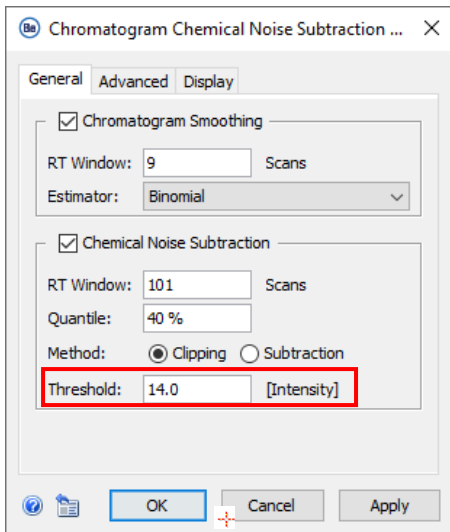 Be Chromatogram Chemical Noise Subtraction ...
General Advanced Display
Chromatogram Smoothing
RT Window: 9 Scans
Estimator: Binomial
Chemical Noise Subtraction
RT Window: 101 Scans
Quantile: 40 %
Method: Clipping Subtraction
Threshold: 14.0 [Intensity]
? OK Cancel Apply